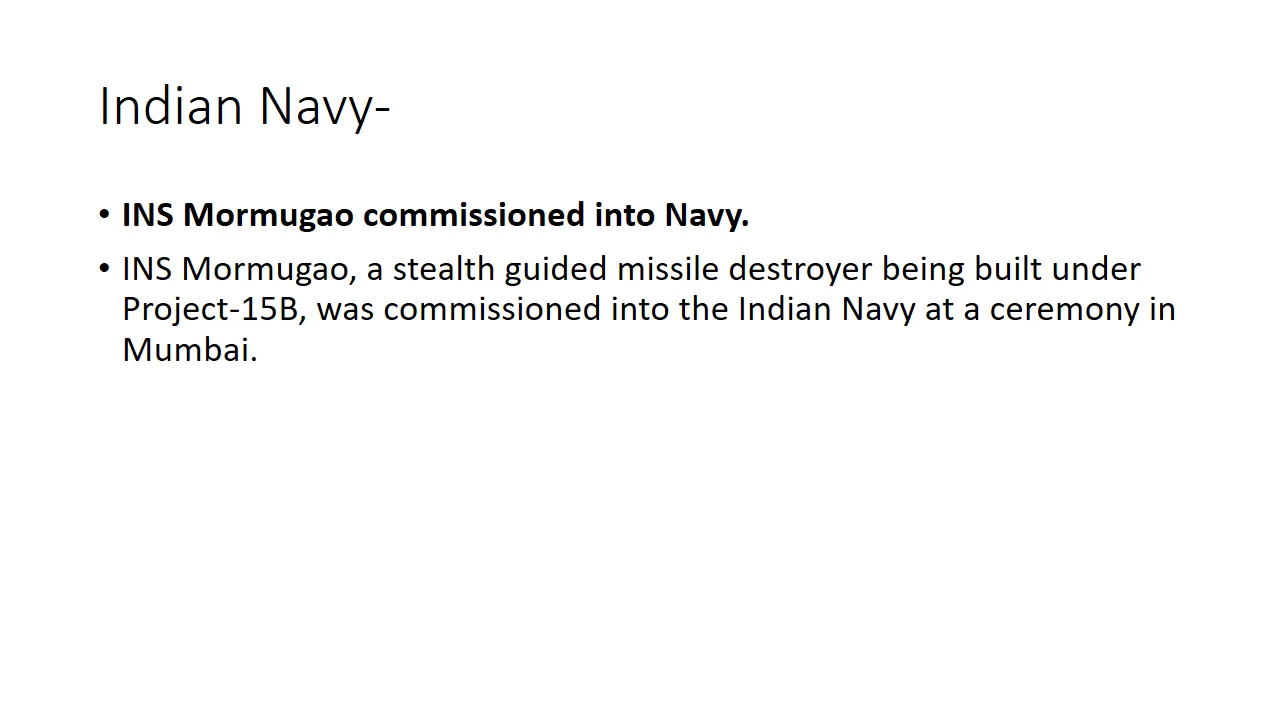 Indian Navy-
• INS Mormugao commissioned into Navy.
• INS Mormugao, a stealth guided missile destroyer being built under
Project-15B, was commissioned into the Indian Navy at a ceremony in
Mumbai.